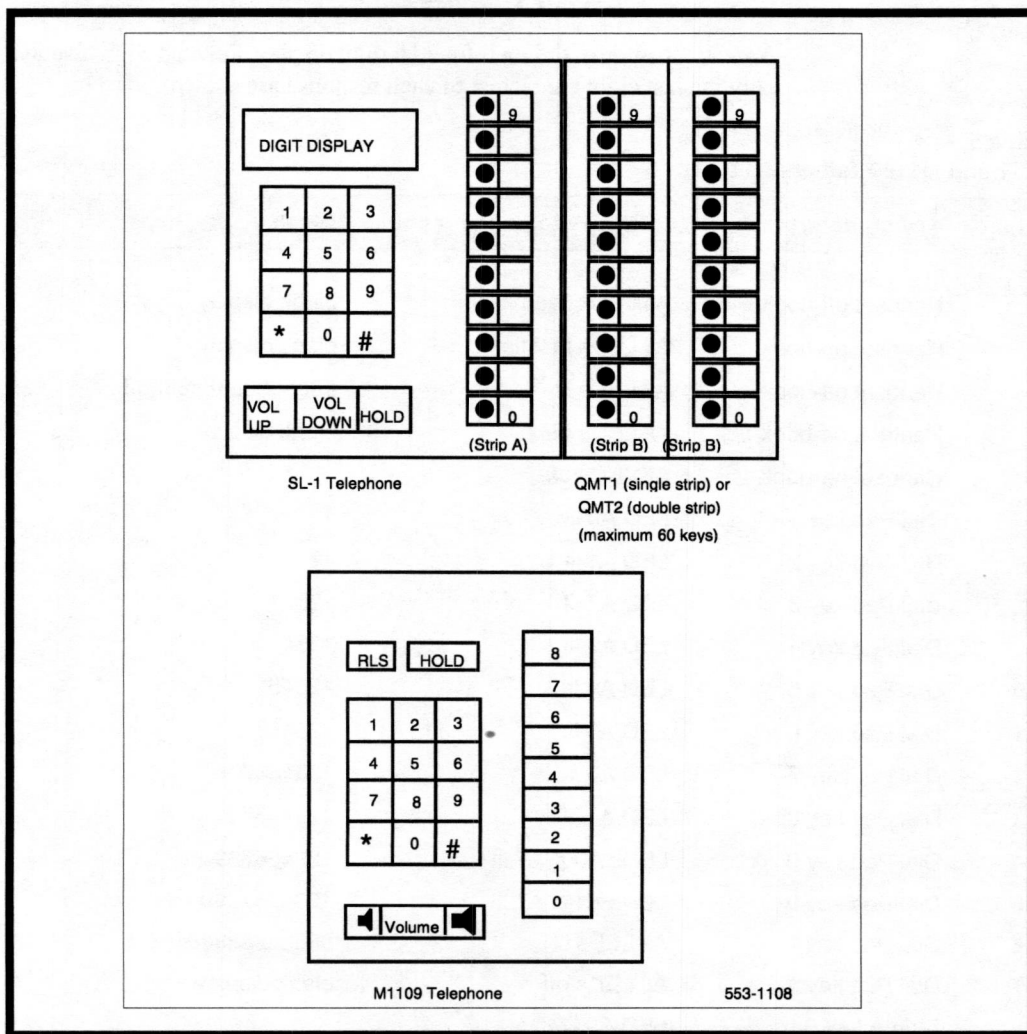 9 9 9
DIGIT DISPLAY
1 2 3
4 5 6
7 8 9
* 0 #
VOL UP VOL DOWN HOLD
0 0 0
(Strip A) (Strip B) (Strip B)
SL-1 Telephone
QMT1 (single strip) or
QMT2 (double strip)
(maximum 60 keys)
RLS HOLD
1 2 3
4 5 6
7 8 9
* 0 #
Volume
8
7
6
5
4
3
2
1
0
M1109 Telephone
553-1108